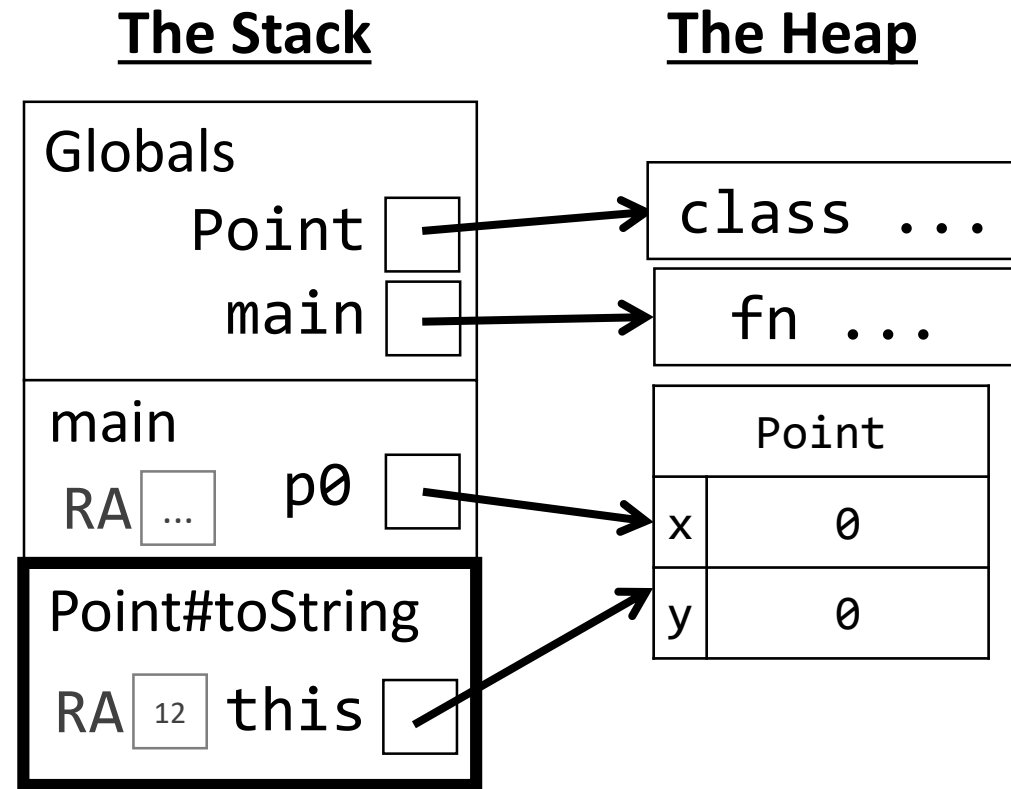 The Stack
The Heap
Globals
Point
class ...
main
fn ...
main
RA ... p0
Point
x 0
y 0
Point#toString
RA 12 this